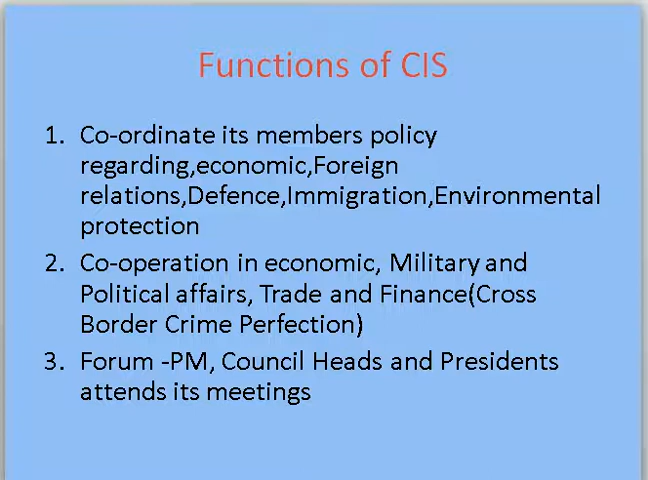 Functions of CIS
1. Co-ordinate its members policy
regarding,economic,Foreign
relations,Defence,Immigration,Environmental
protection
2. Co-operation in economic, Military and
Political affairs, Trade and Finance(Cross
Border Crime Perfection)
3. Forum -PM, Council Heads and Presidents
attends its meetings